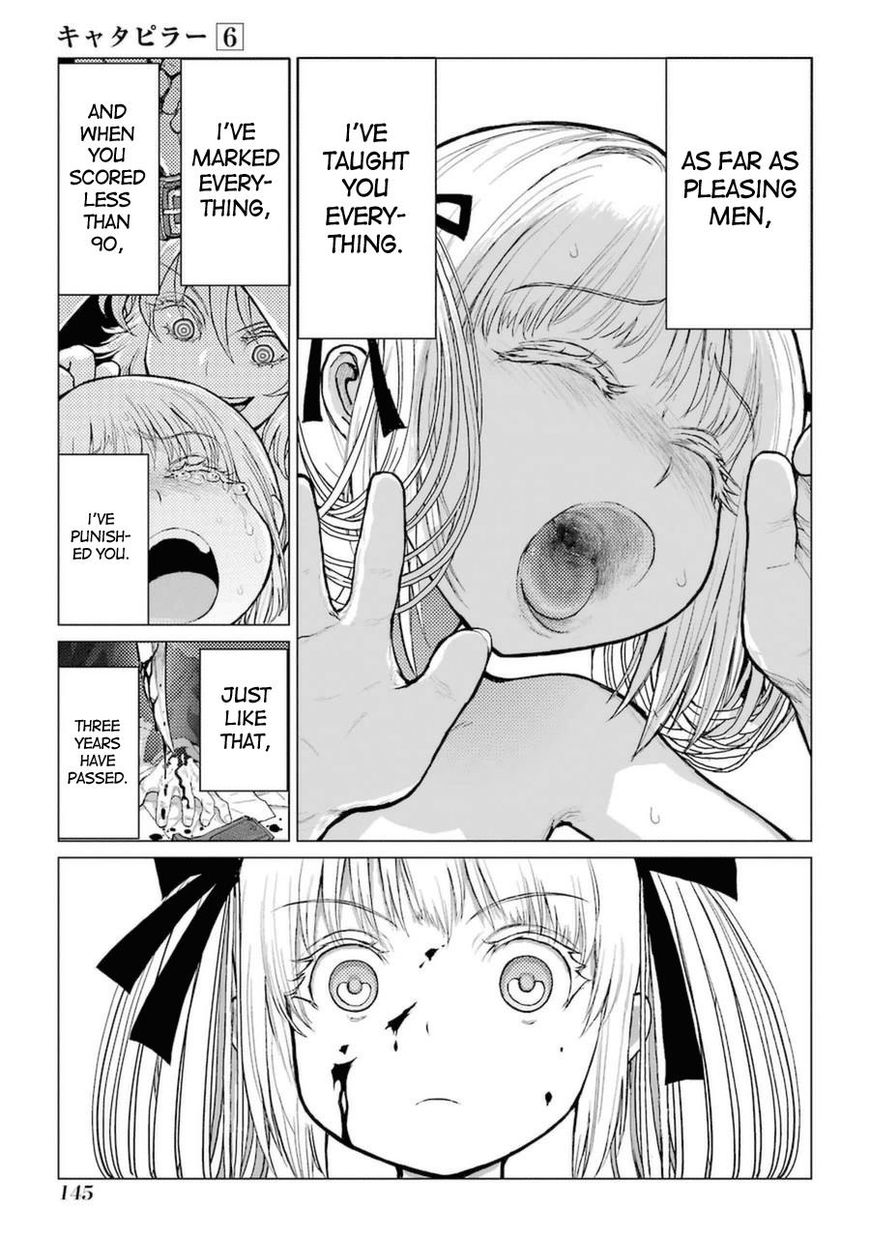 キャタピラー 6
AS FAR AS
PLEASING
MEN,
I'VE
TAUGHT
YOU
EVERY-
THING.
I'VE
MARKED
EVERY-
THING,
AND
WHEN
YOU
SCORED
LESS
THAN
90,
I'VE
PUNISH-
ED YOU.
JUST
LIKE
THAT,
THREE
YEARS
HAVE
PASSED.
145